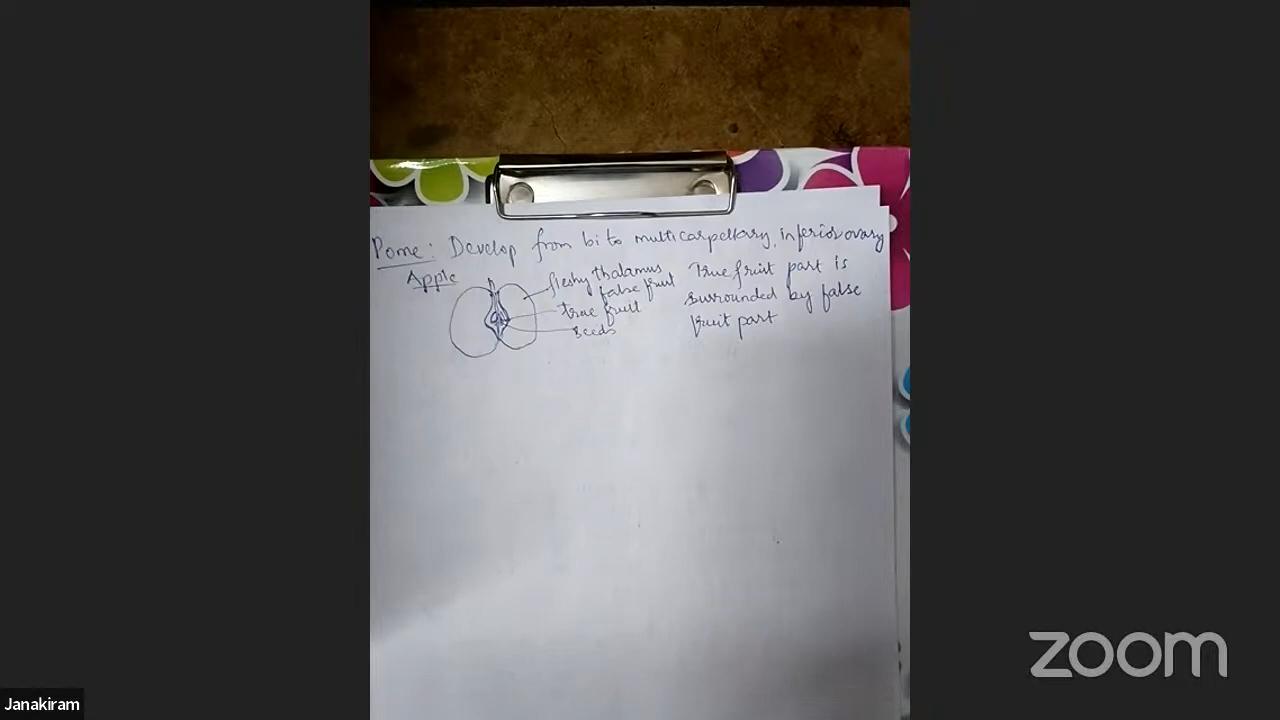 Pome: Develop from bi to multicarpellary, inferior ovary
Apple
fleshy thalamus
false fruit
true fruit
seeds
True fruit part is
surrounded by false
fruit part
zoom
Janakiram